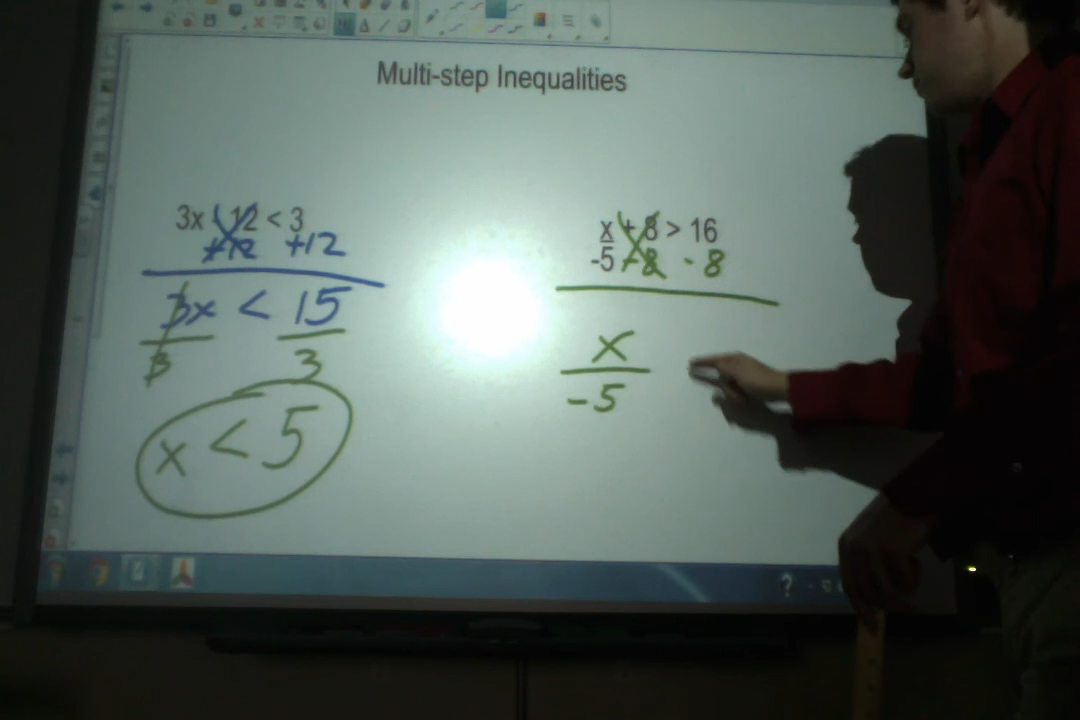 Multi-step Inequalities
3x - 12 < 3
+12 +12
3x < 15
3 3
x < 5
x + 8 > 16
-5 -8 -8
x
-5
?